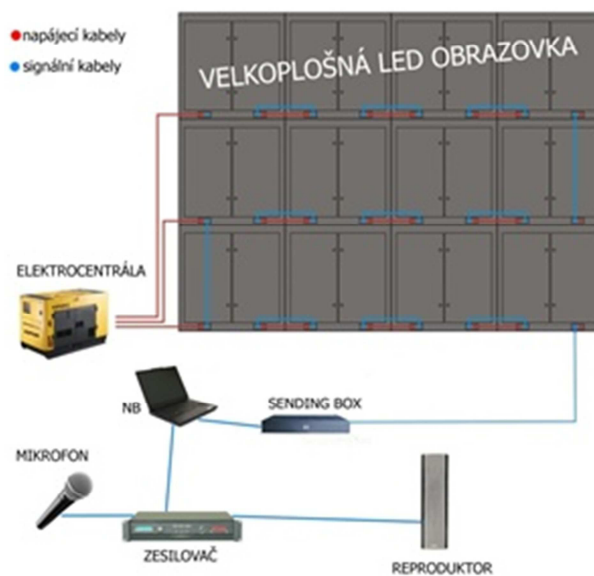 napájecí kabely
signální kabely
VELKOPLOŠNÁ LED OBRAZOVKA
ELEKTROCENTRÁLA
NB
SENDING BOX
MIKROFON
ZESILOVAČ
REPRODUKTOR